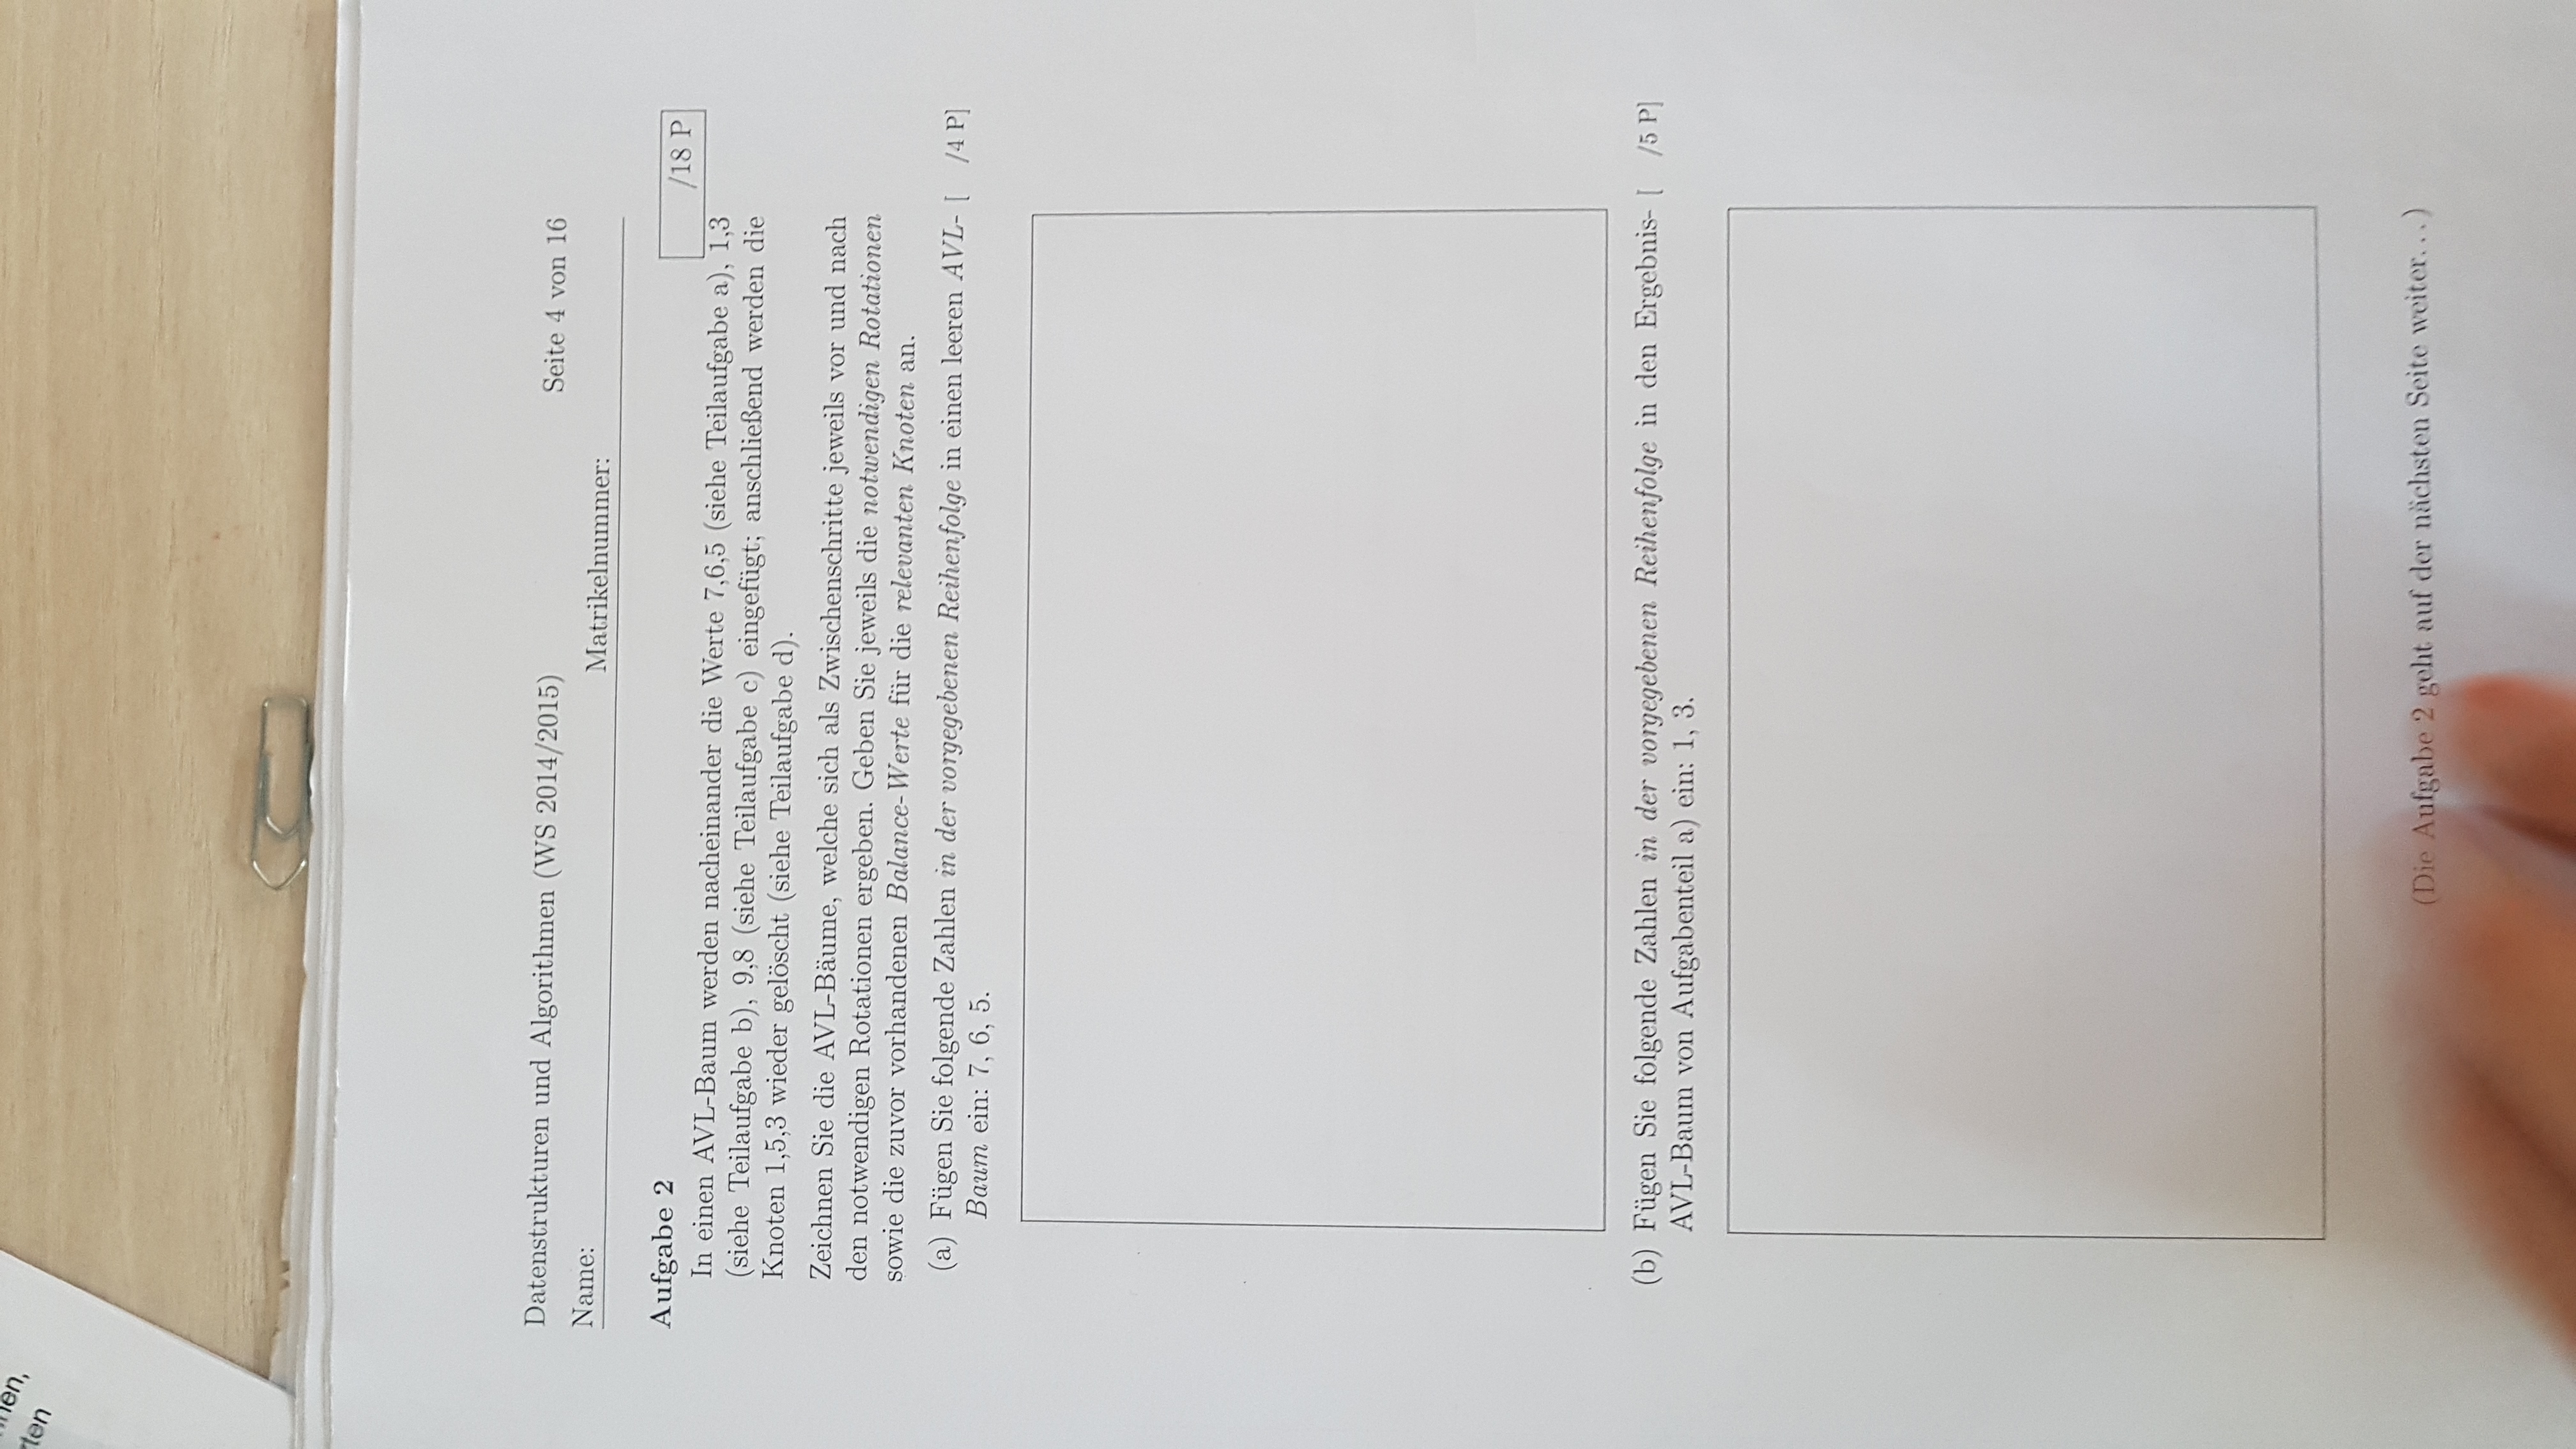 Datenstrukturen und Algorithmen (WS 2014/2015)
Seite 4 von 16
Name:
Matrikelnummer:
Aufgabe 2
/18 P
In einen AVL-Baum werden nacheinander die Werte 7,6,5 (siehe Teilaufgabe a), 1,3
(siehe Teilaufgabe b), 9,8 (siehe Teilaufgabe c) eingefügt; anschließend werden die
Knoten 1,5,3 wieder gelöscht (siehe Teilaufgabe d).
Zeichnen Sie die AVL-Bäume, welche sich als Zwischenschritte jeweils vor und nach
den notwendigen Rotationen ergeben. Geben Sie jeweils die notwendigen Rotationen
sowie die zuvor vorhandenen Balance-Werte für die relevanten Knoten an.
(a) Fügen Sie folgende Zahlen in der vorgegebenen Reihenfolge in einen leeren AVL- [ /4 P]
Baum ein: 7, 6, 5.
(b) Fügen Sie folgende Zahlen in der vorgegebenen Reihenfolge in den Ergebnis- [ /5 P]
AVL-Baum von Aufgabenteil a) ein: 1, 3.
(Die Aufgabe 2 geht auf der nächsten Seite weiter...)